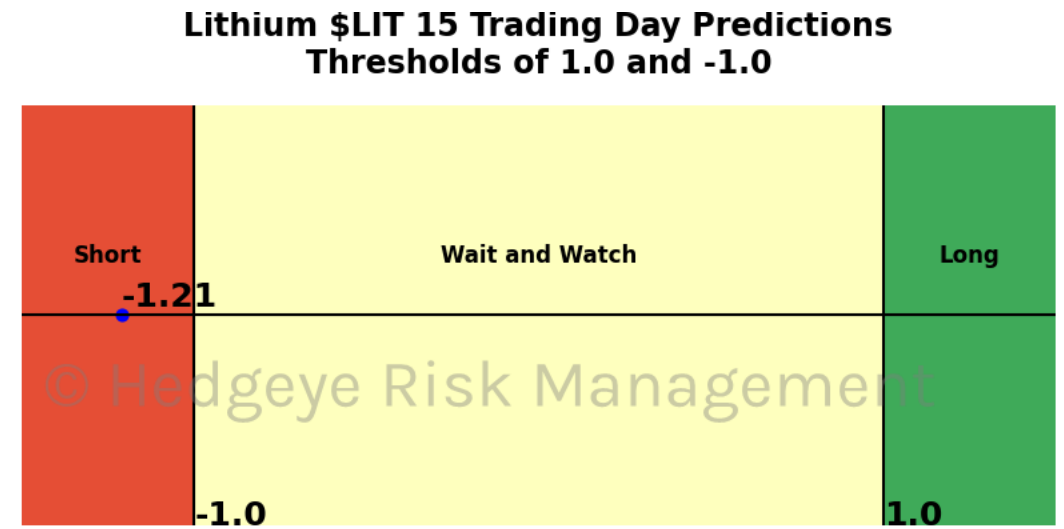 Lithium $LIT 15 Trading Day Predictions
Thresholds of 1.0 and -1.0
Short
Wait and Watch
Long
-1.21
© Hedgeye Risk Management
-1.0
1.0